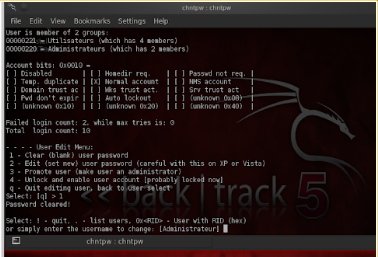 chntpw : chntpw
File Edit View Bookmarks Settings Help
User is member of 2 groups:
00000221 = Utilisateurs (which has 4 members)
00000220 = Administrateurs (which has 2 members)
Account bits: 0x0010 =
[ ] Disabled | [ ] Homedir req. | [ ] Passwd not req. |
[ ] Temp. duplicate | [X] Normal account | [ ] NMS account |
[ ] Domain trust ac | [ ] Wks trust act. | [ ] Srv trust act |
[ ] Pwd don't expir | [ ] Auto lockout | [ ] (unknown 0x08) |
[ ] (unknown 0x10) | [ ] (unknown 0x20) | [ ] (unknown 0x40) |
Failed login count: 2, while max tries is: 0
Total login count: 10
- - - - User Edit Menu:
1 - Clear (blank) user password
2 - Edit (set new) user password (careful with this on XP or Vista)
3 - Promote user (make user an administrator)
4 - Unlock and enable user account [probably locked now]
q - Quit editing user, back to user select
Select: [q] > 1
Password cleared!
<< back | track 5
Select: ! - quit, . - list users, 0x<RID> - User with RID (hex)
or simply enter the username to change: [Administrateur]
chntpw : chntpw